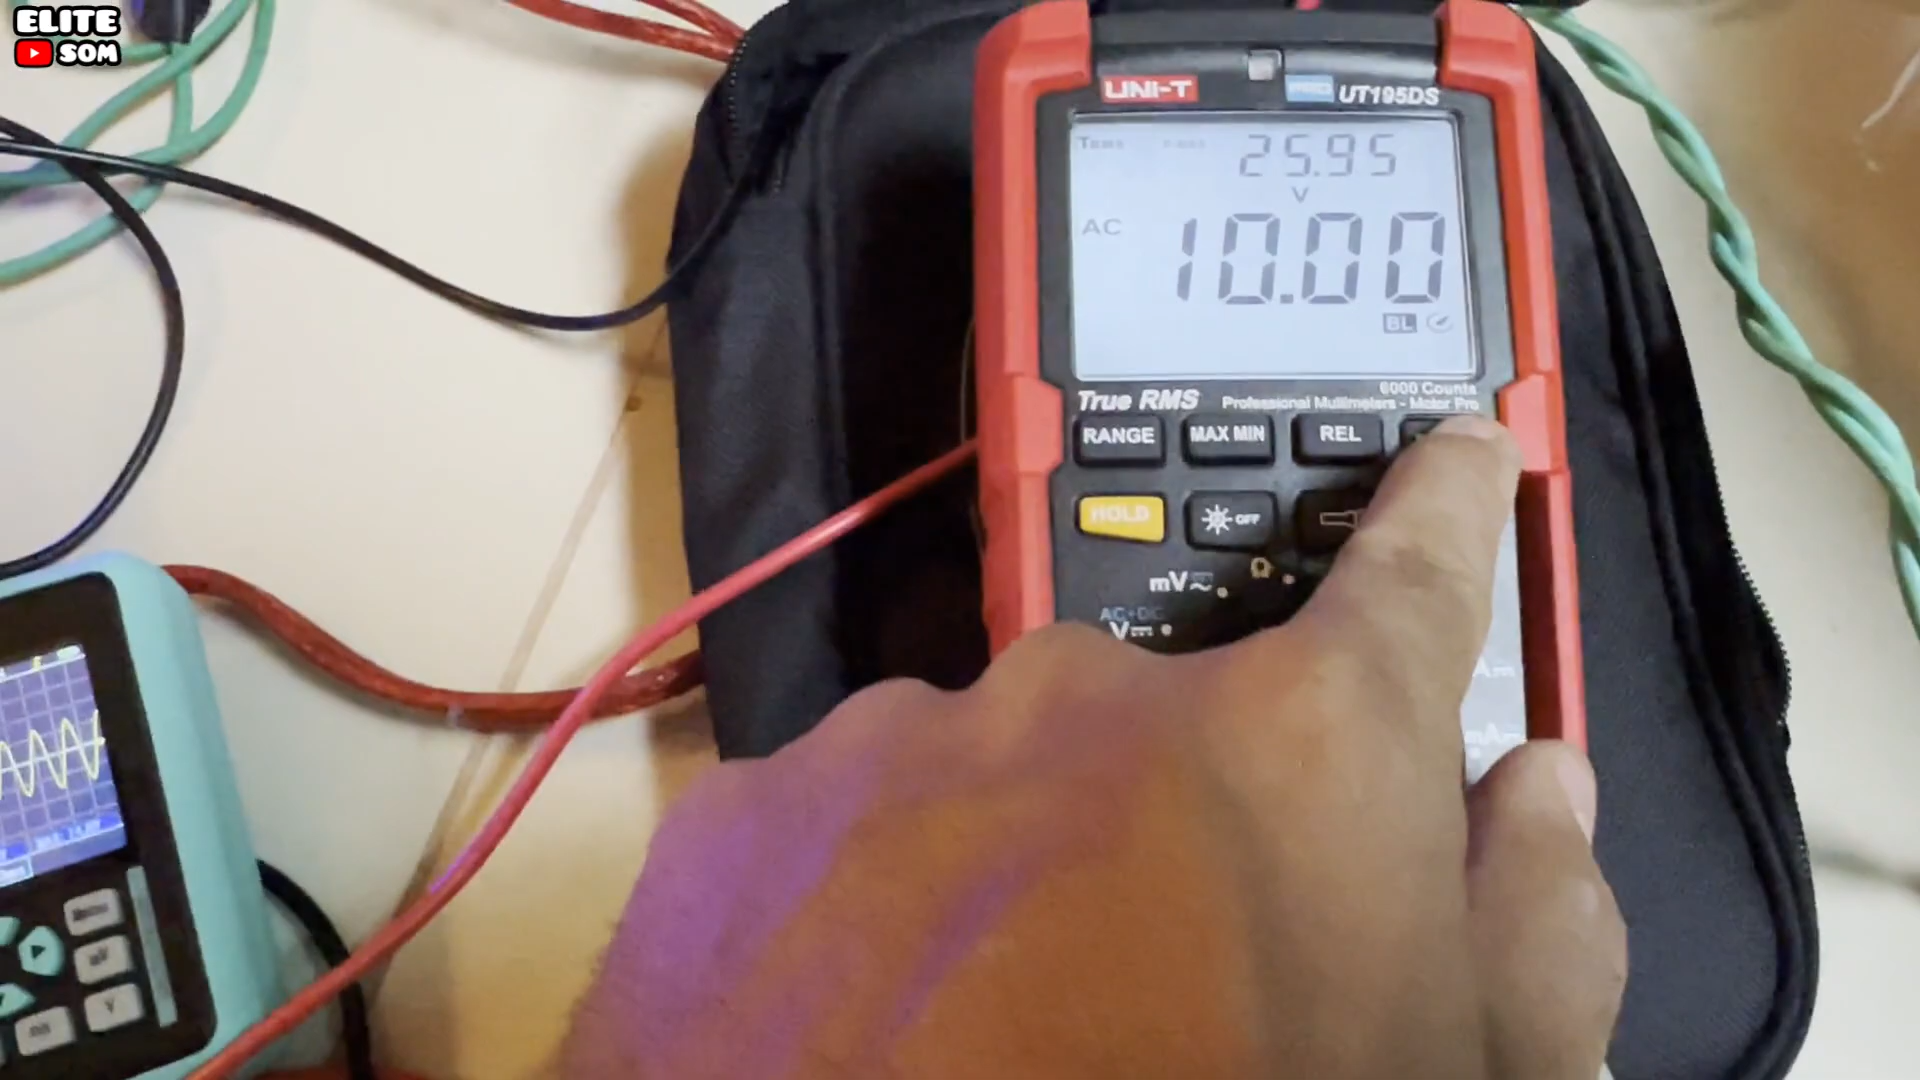 ELITE
SOM
UNI-T UT195DS
25.95
V
AC
10.00
BL
6000 Counts
True RMS Professional Multimeters - Motor Pro
RANGE MAX MIN REL
HOLD OFF
Ω
mV
AC+DC
V